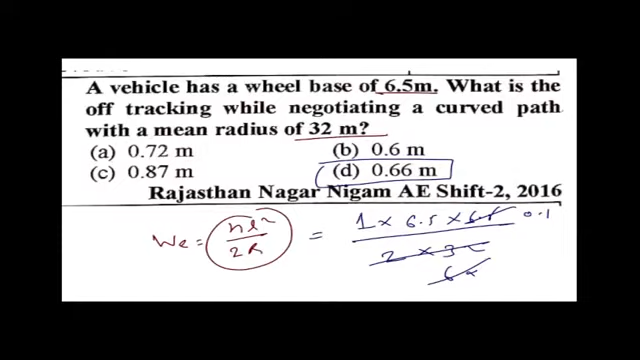 A vehicle has a wheel base of 6.5m. What is the
off tracking while negotiating a curved path
with a mean radius of 32 m?
(a) 0.72 m (b) 0.6 m
(c) 0.87 m (d) 0.66 m
Rajasthan Nagar Nigam AE Shift-2, 2016
1 × 6.5 × 6.5 0.1
We = nl² / 2R =
2 × 32